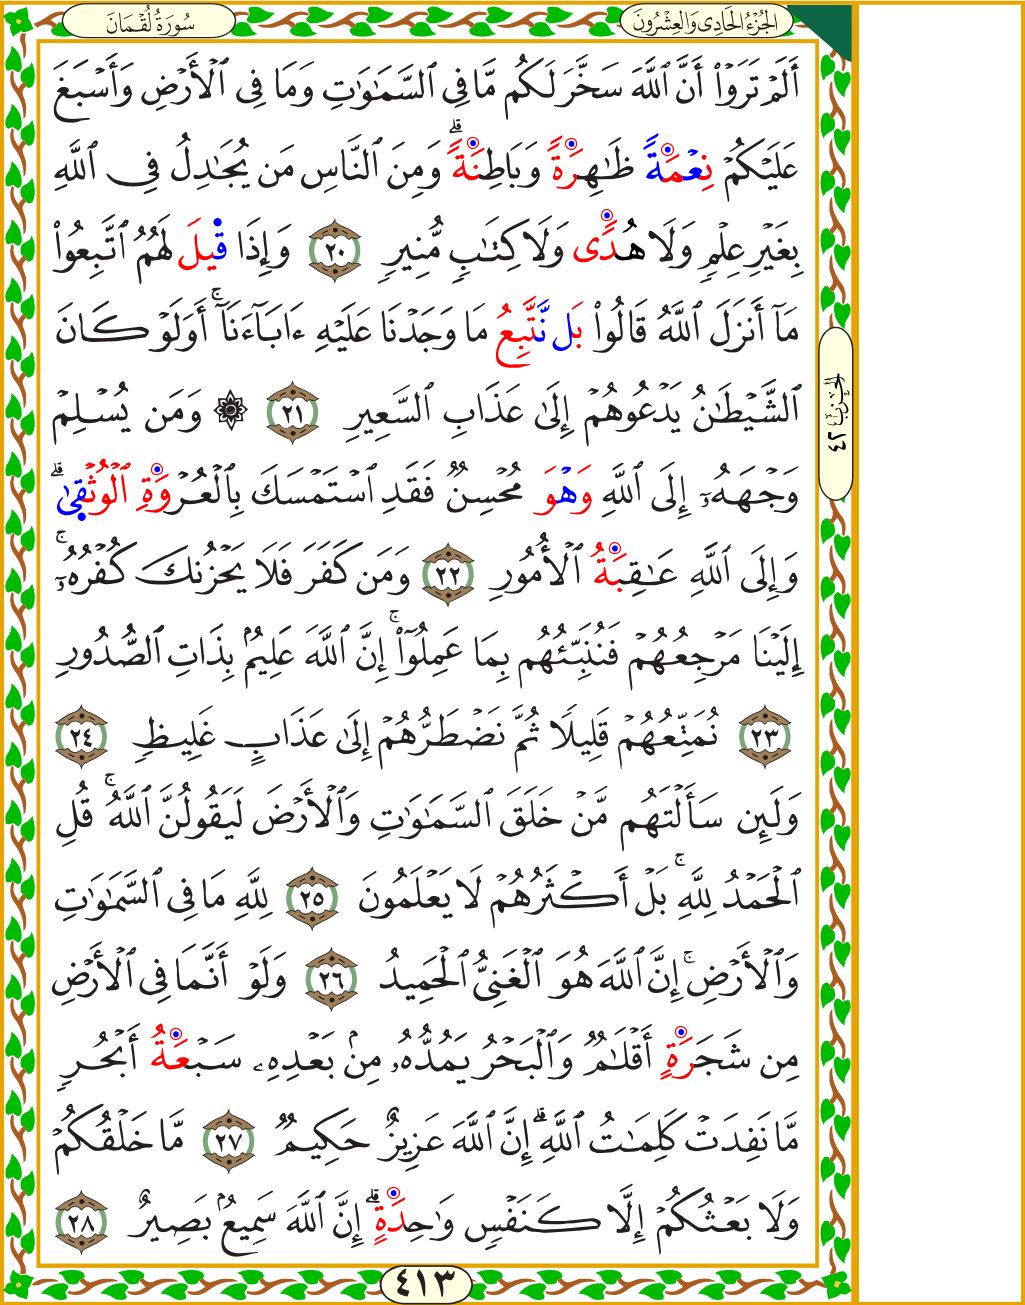 الجُزْءُ الحَادِي وَالعِشْرُونَ
سُورَةُ لُقْمَانَ
أَلَمْ تَرَوْا۟ أَنَّ ٱللَّهَ سَخَّرَ لَكُم مَّا فِى ٱلسَّمَـٰوَٰتِ وَمَا فِى ٱلْأَرْضِ وَأَسْبَغَ
عَلَيْكُمْ نِعْمَةً ظَـٰهِرَةً وَبَاطِنَةً ۗ وَمِنَ ٱلنَّاسِ مَن يُجَـٰدِلُ فِى ٱللَّهِ
بِغَيْرِ عِلْمٍ وَلَا هُدًى وَلَا كِتَـٰبٍ مُّنِيرٍ ٢٠ وَإِذَا قِيلَ لَهُمُ ٱتَّبِعُوا۟
مَآ أَنزَلَ ٱللَّهُ قَالُوا۟ بَل نَّتَّبِعُ مَا وَجَدْنَا عَلَيْهِ ءَابَآءَنَآ ۚ أَوَلَوْ كَانَ
ٱلشَّيْطَـٰنُ يَدْعُوهُمْ إِلَىٰ عَذَابِ ٱلسَّعِيرِ ٢١ ۞ وَمَن يُسْلِمْ
وَجْهَهُۥٓ إِلَى ٱللَّهِ وَهْوَ مُحْسِنٌ فَقَدِ ٱسْتَمْسَكَ بِٱلْعُرْوَةِ ٱلْوُثْقِىٰ ۗ
وَإِلَى ٱللَّهِ عَـٰقِبَةُ ٱلْأُمُورِ ٢٢ وَمَن كَفَرَ فَلَا يَحْزُنكَ كُفْرُهُۥٓ ۚ
إِلَيْنَا مَرْجِعُهُمْ فَنُنَبِّئُهُم بِمَا عَمِلُوٓا۟ ۚ إِنَّ ٱللَّهَ عَلِيمٌۢ بِذَاتِ ٱلصُّدُورِ
٢٣ نُمَتِّعُهُمْ قَلِيلًا ثُمَّ نَضْطَرُّهُمْ إِلَىٰ عَذَابٍ غَلِيظٍ ٢٤
وَلَئِن سَأَلْتَهُم مَّنْ خَلَقَ ٱلسَّمَـٰوَٰتِ وَٱلْأَرْضَ لَيَقُولُنَّ ٱللَّهُ ۚ قُلِ
ٱلْحَمْدُ لِلَّهِ ۚ بَلْ أَكْثَرُهُمْ لَا يَعْلَمُونَ ٢٥ لِلَّهِ مَا فِى ٱلسَّمَـٰوَٰتِ
وَٱلْأَرْضِ ۚ إِنَّ ٱللَّهَ هُوَ ٱلْغَنِىُّ ٱلْحَمِيدُ ٢٦ وَلَوْ أَنَّمَا فِى ٱلْأَرْضِ
مِن شَجَرَةٍ أَقْلَـٰمٌ وَٱلْبَحْرُ يَمُدُّهُۥ مِنۢ بَعْدِهِۦ سَبْعَةُ أَبْحُرٍ
مَّا نَفِدَتْ كَلِمَـٰتُ ٱللَّهِ ۗ إِنَّ ٱللَّهَ عَزِيزٌ حَكِيمٌ ٢٧ مَّا خَلْقُكُمْ
وَلَا بَعْثُكُمْ إِلَّا كَنَفْسٍ وَٰحِدَةٍ ۗ إِنَّ ٱللَّهَ سَمِيعٌۢ بَصِيرٌ ٢٨
الحزب ٤٢
٤١٣